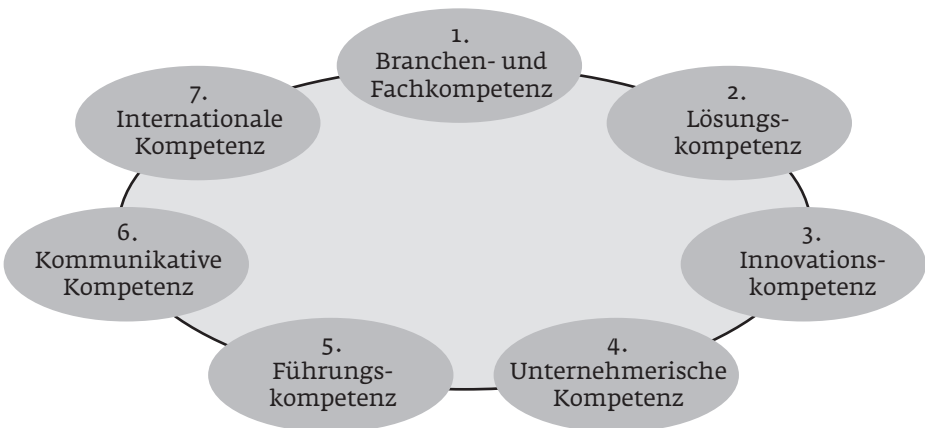 1.
Branchen- und
Fachkompetenz
2.
Lösungs-
kompetenz
3.
Innovations-
kompetenz
4.
Unternehmerische
Kompetenz
5.
Führungs-
kompetenz
6.
Kommunikative
Kompetenz
7.
Internationale
Kompetenz